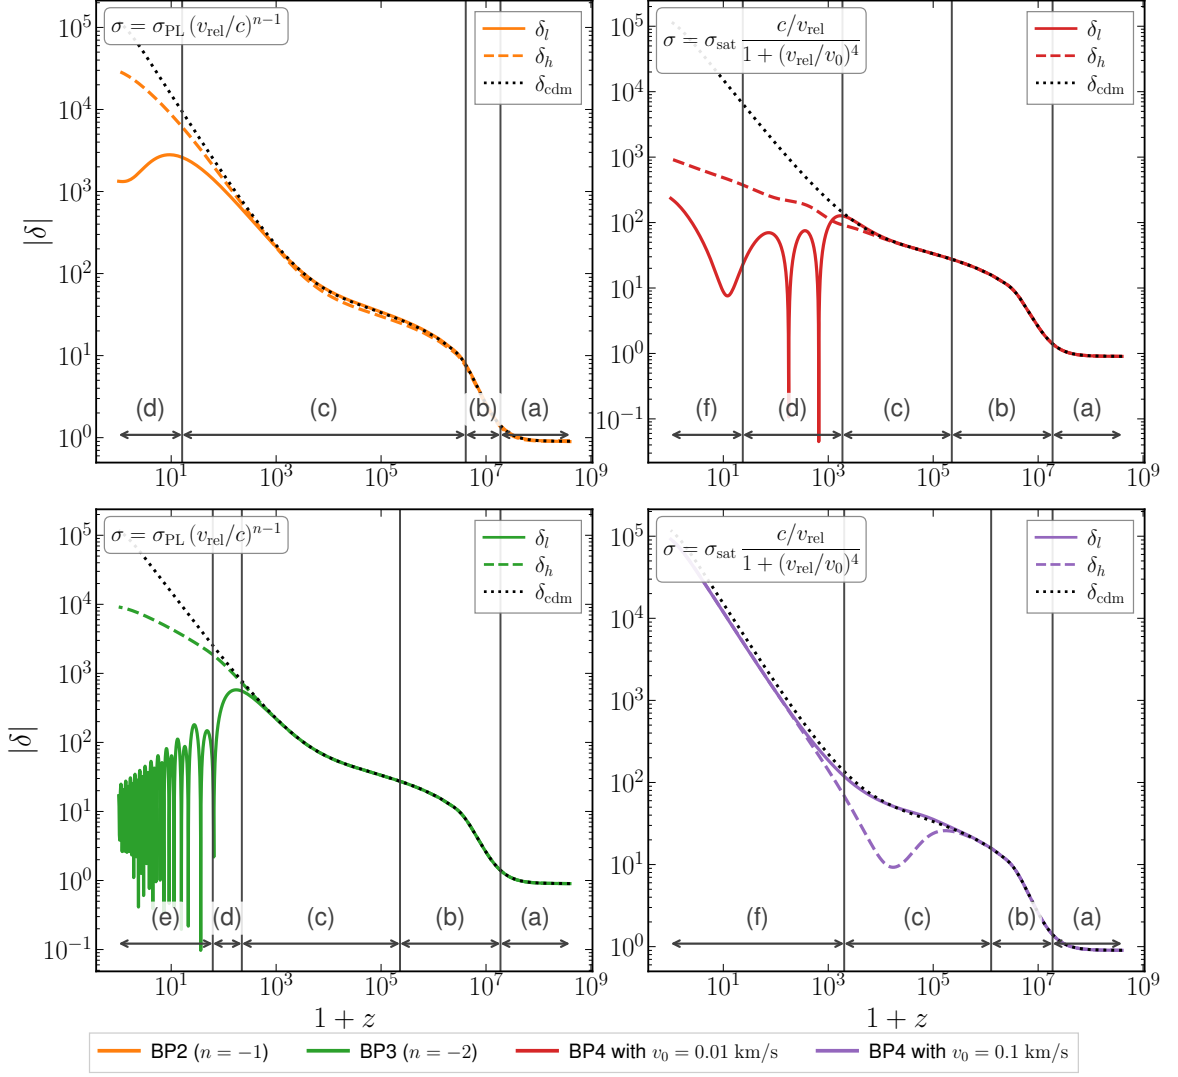 σ = σ_PL (v_rel/c)^{n−1}
δ_l
δ_h
δ_cdm
10^5
10^4
10^3
10^2
10^1
10^0
|δ|
(d)
(c)
(b)
(a)
10^1
10^3
10^5
10^7
10^9
σ = σ_sat \frac{c/v_rel}{1 + (v_rel/v_0)^4}
δ_l
δ_h
δ_cdm
10^5
10^4
10^3
10^2
10^1
10^0
10^{−1}
(f)
(d)
(c)
(b)
(a)
10^1
10^3
10^5
10^7
10^9
σ = σ_PL (v_rel/c)^{n−1}
δ_l
δ_h
δ_cdm
10^5
10^4
10^3
10^2
10^1
10^0
10^{−1}
|δ|
(e)
(d)
(c)
(b)
(a)
10^1
10^3
10^5
10^7
10^9
1 + z
σ = σ_sat \frac{c/v_rel}{1 + (v_rel/v_0)^4}
δ_l
δ_h
δ_cdm
10^5
10^4
10^3
10^2
10^1
10^0
(f)
(c)
(b)
(a)
10^1
10^3
10^5
10^7
10^9
1 + z
BP2 (n = −1)
BP3 (n = −2)
BP4 with v_0 = 0.01 km/s
BP4 with v_0 = 0.1 km/s